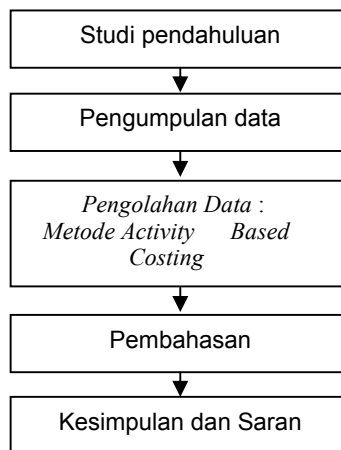 Studi pendahuluan
Pengumpulan data
Pengolahan Data :
Metode Activity Based
Costing
Pembahasan
Kesimpulan dan Saran